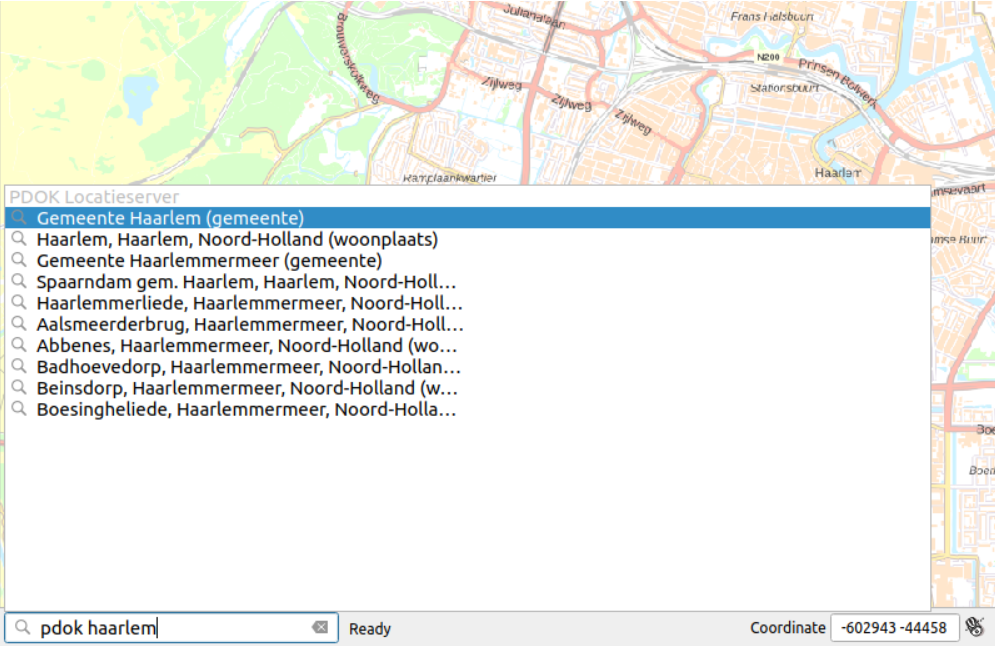 Julianalaan
Frans Halsbuurt
Brouwerskolkweg
N200
Prinsen Bolwerk
Zijlweg
Stationsbuurt
Zijlweg
Zijlweg
Haarlem
Ramplaankwartier
PDOK Locatieserver
Gemeente Haarlem (gemeente)
Haarlem, Haarlem, Noord-Holland (woonplaats)
Gemeente Haarlemmermeer (gemeente)
Spaarndam gem. Haarlem, Haarlem, Noord-Holl...
Haarlemmerliede, Haarlemmermeer, Noord-Holl...
Aalsmeerderbrug, Haarlemmermeer, Noord-Holl...
Abbenes, Haarlemmermeer, Noord-Holland (wo...
Badhoevedorp, Haarlemmermeer, Noord-Hollan...
Beinsdorp, Haarlemmermeer, Noord-Holland (w...
Boesingheliede, Haarlemmermeer, Noord-Holla...
pdok haarlem
Ready
Coordinate
-602943 -44458